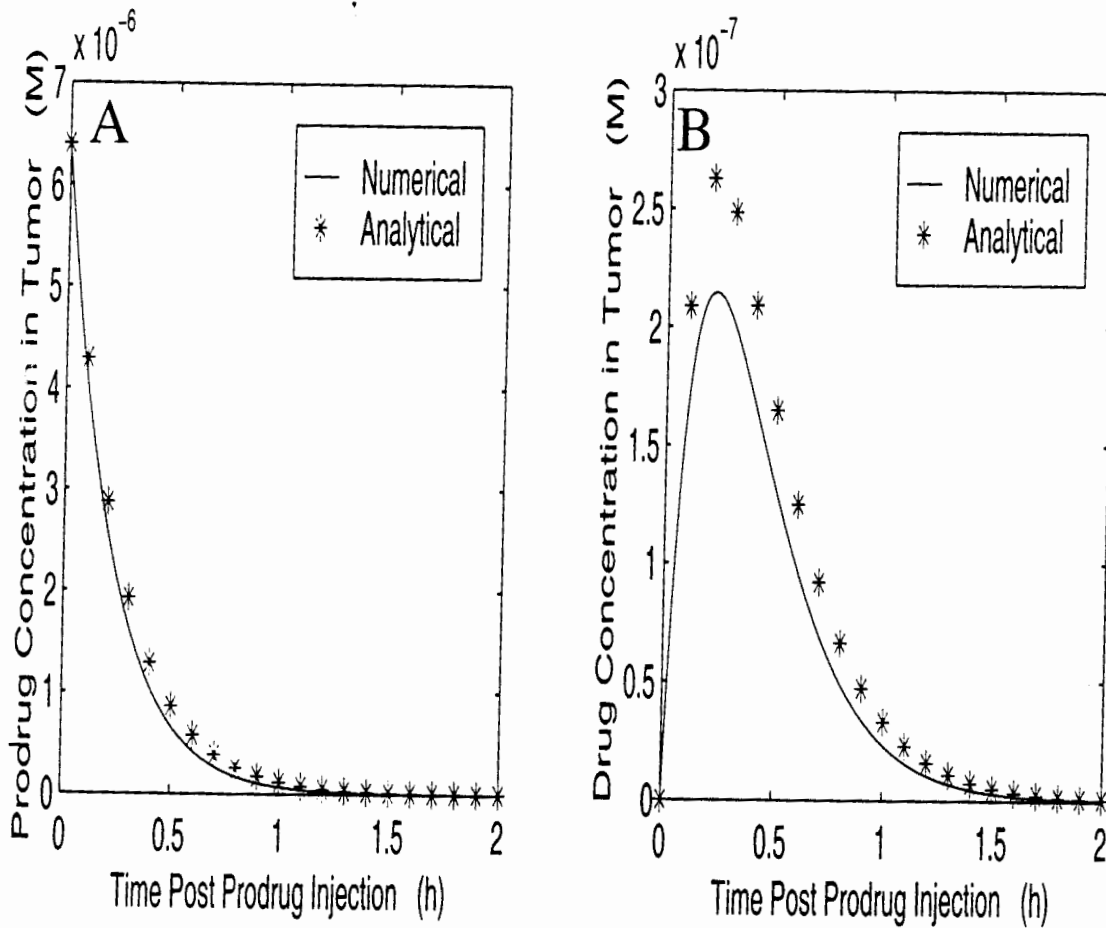 x 10⁻⁶
A
Prodrug Concentration in Tumor (M)
7
6
5
4
3
2
1
0
Numerical
Analytical
0 0.5 1 1.5 2
Time Post Prodrug Injection (h)
x 10⁻⁷
B
Drug Concentration in Tumor (M)
3
2.5
2
1.5
1
0.5
0
Numerical
Analytical
0 0.5 1 1.5 2
Time Post Prodrug Injection (h)